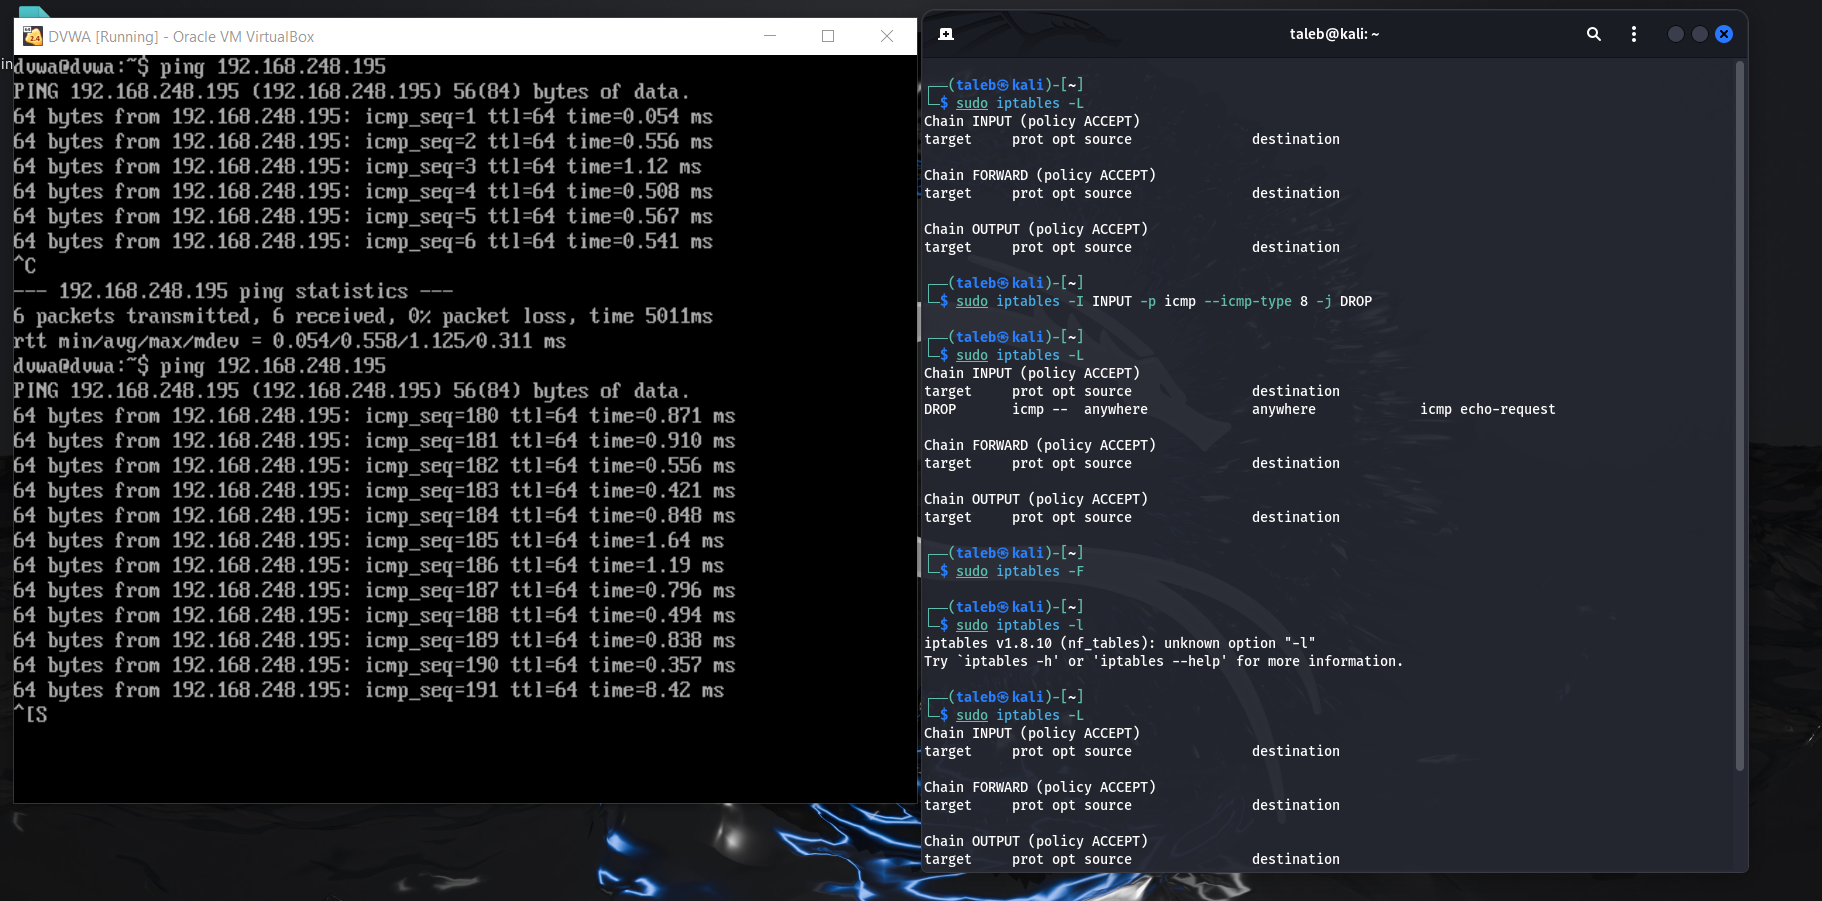 DVWA [Running] - Oracle VM VirtualBox
in
dvwa@dvwa:~$ ping 192.168.248.195
PING 192.168.248.195 (192.168.248.195) 56(84) bytes of data.
64 bytes from 192.168.248.195: icmp_seq=1 ttl=64 time=0.054 ms
64 bytes from 192.168.248.195: icmp_seq=2 ttl=64 time=0.556 ms
64 bytes from 192.168.248.195: icmp_seq=3 ttl=64 time=1.12 ms
64 bytes from 192.168.248.195: icmp_seq=4 ttl=64 time=0.508 ms
64 bytes from 192.168.248.195: icmp_seq=5 ttl=64 time=0.567 ms
64 bytes from 192.168.248.195: icmp_seq=6 ttl=64 time=0.541 ms
^C
--- 192.168.248.195 ping statistics ---
6 packets transmitted, 6 received, 0% packet loss, time 5011ms
rtt min/avg/max/mdev = 0.054/0.558/1.125/0.311 ms
dvwa@dvwa:~$ ping 192.168.248.195
PING 192.168.248.195 (192.168.248.195) 56(84) bytes of data.
64 bytes from 192.168.248.195: icmp_seq=180 ttl=64 time=0.871 ms
64 bytes from 192.168.248.195: icmp_seq=181 ttl=64 time=0.910 ms
64 bytes from 192.168.248.195: icmp_seq=182 ttl=64 time=0.556 ms
64 bytes from 192.168.248.195: icmp_seq=183 ttl=64 time=0.421 ms
64 bytes from 192.168.248.195: icmp_seq=184 ttl=64 time=0.848 ms
64 bytes from 192.168.248.195: icmp_seq=185 ttl=64 time=1.64 ms
64 bytes from 192.168.248.195: icmp_seq=186 ttl=64 time=1.19 ms
64 bytes from 192.168.248.195: icmp_seq=187 ttl=64 time=0.796 ms
64 bytes from 192.168.248.195: icmp_seq=188 ttl=64 time=0.494 ms
64 bytes from 192.168.248.195: icmp_seq=189 ttl=64 time=0.838 ms
64 bytes from 192.168.248.195: icmp_seq=190 ttl=64 time=0.357 ms
64 bytes from 192.168.248.195: icmp_seq=191 ttl=64 time=8.42 ms
^[S
taleb@kali: ~
┌──(taleb㉿kali)-[~]
└─$ sudo iptables -L
Chain INPUT (policy ACCEPT)
target     prot opt source               destination

Chain FORWARD (policy ACCEPT)
target     prot opt source               destination

Chain OUTPUT (policy ACCEPT)
target     prot opt source               destination

┌──(taleb㉿kali)-[~]
└─$ sudo iptables -I INPUT -p icmp --icmp-type 8 -j DROP

┌──(taleb㉿kali)-[~]
└─$ sudo iptables -L
Chain INPUT (policy ACCEPT)
target     prot opt source               destination
DROP       icmp --  anywhere             anywhere             icmp echo-request

Chain FORWARD (policy ACCEPT)
target     prot opt source               destination

Chain OUTPUT (policy ACCEPT)
target     prot opt source               destination

┌──(taleb㉿kali)-[~]
└─$ sudo iptables -F

┌──(taleb㉿kali)-[~]
└─$ sudo iptables -l
iptables v1.8.10 (nf_tables): unknown option "-l"
Try `iptables -h' or 'iptables --help' for more information.

┌──(taleb㉿kali)-[~]
└─$ sudo iptables -L
Chain INPUT (policy ACCEPT)
target     prot opt source               destination

Chain FORWARD (policy ACCEPT)
target     prot opt source               destination

Chain OUTPUT (policy ACCEPT)
target     prot opt source               destination